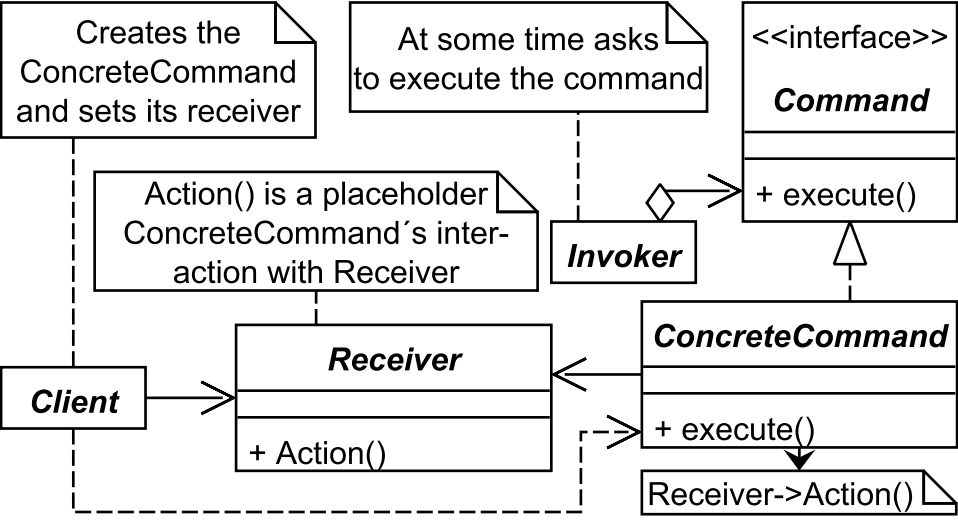 Creates the
ConcreteCommand
and sets its receiver
At some time asks
to execute the command
<<interface>>
Command
+ execute()
Action() is a placeholder
ConcreteCommand´s inter-
action with Receiver
Invoker
Receiver
+ Action()
ConcreteCommand
+ execute()
Client
Receiver->Action()